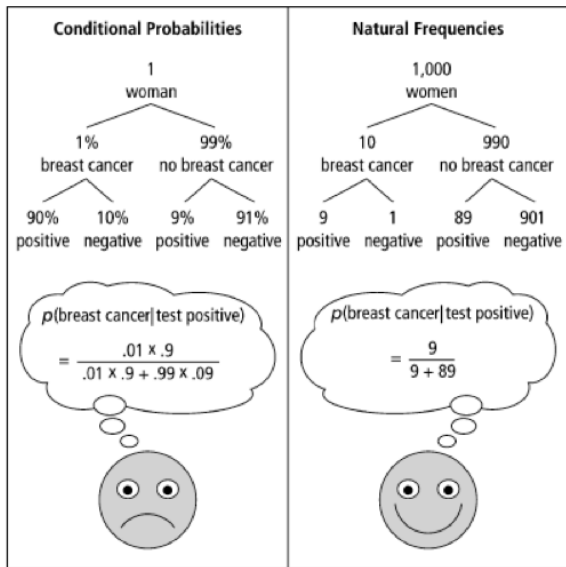 Conditional Probabilities
1
woman
1% 99%
breast cancer no breast cancer
90% 10% 9% 91%
positive negative positive negative
p(breast cancer|test positive)
= .01 x .9
.01 x .9 + .99 x .09
Natural Frequencies
1,000
women
10 990
breast cancer no breast cancer
9 1 89 901
positive negative positive negative
p(breast cancer|test positive)
= 9
9 + 89